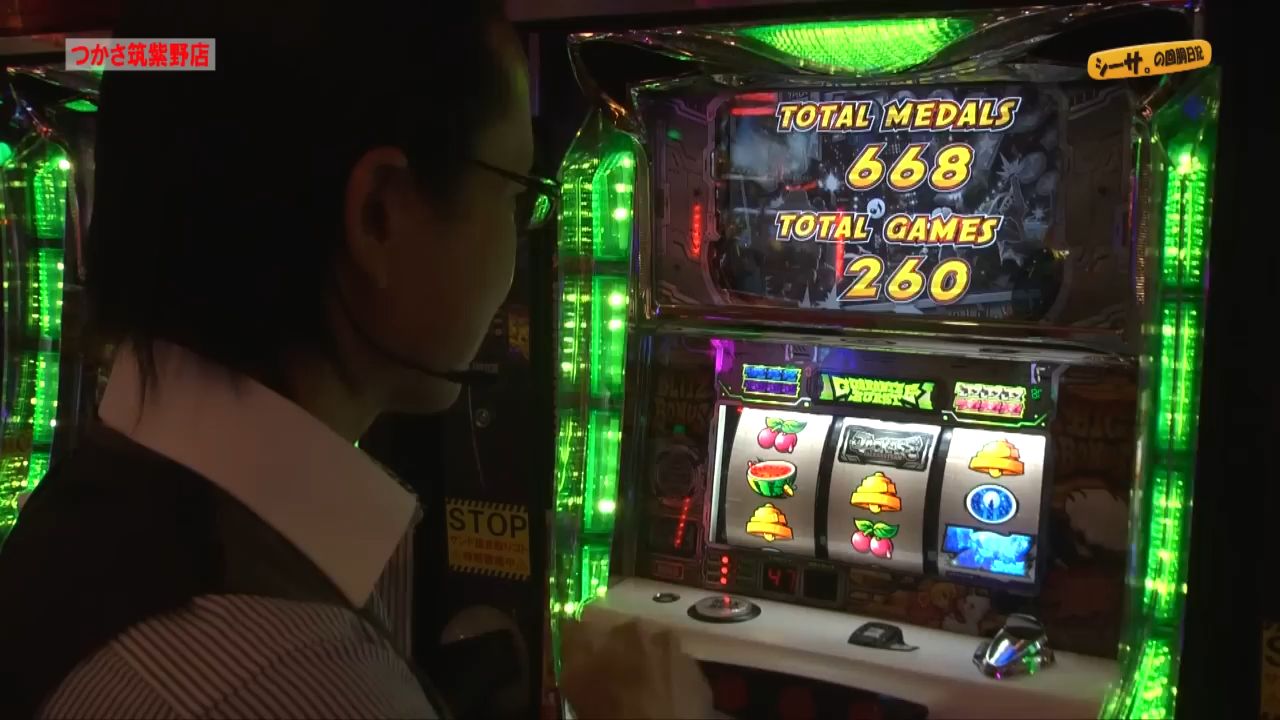 つかさ筑紫野店
シーサ。の回胴日記
TOTAL MEDALS
668
TOTAL GAMES
260
STOP
47